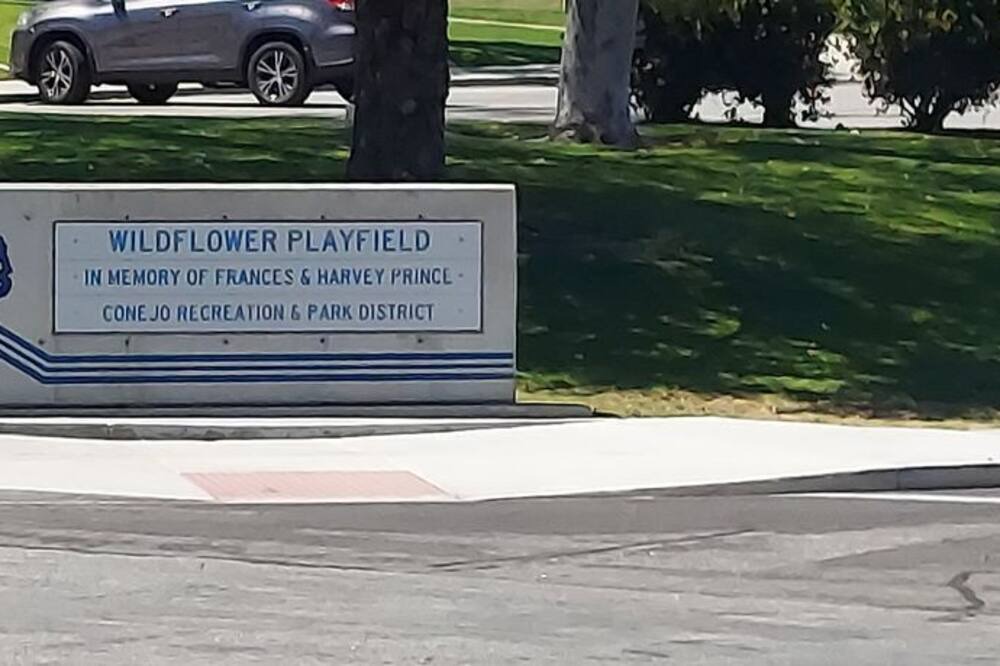 WILDFLOWER PLAYFIELD
IN MEMORY OF FRANCES & HARVEY PRINCE
CONEJO RECREATION & PARK DISTRICT